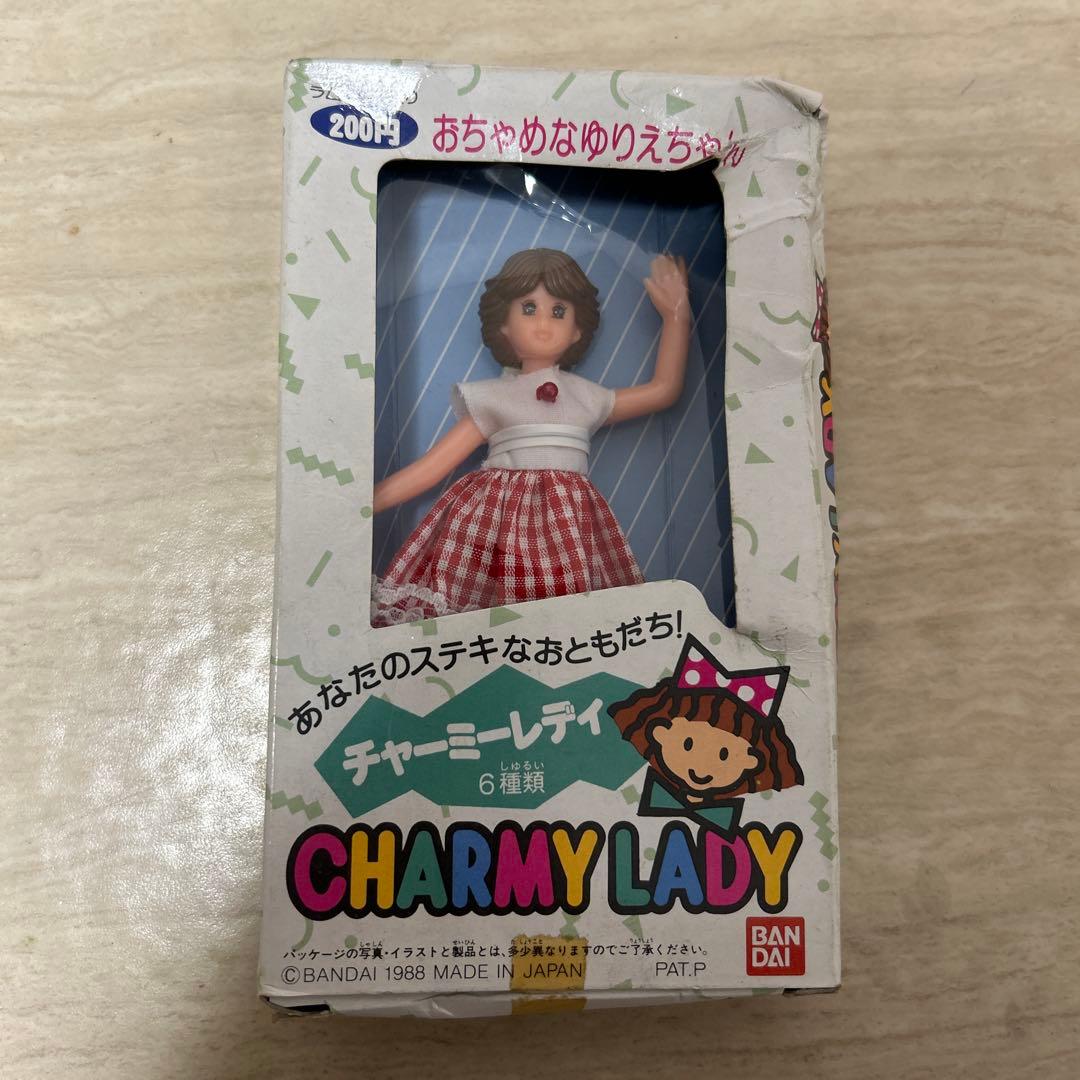 200円
おちゃめなゆりえちゃん
あなたのステキなおともだち!
チャーミーレディ
しゅるい
6種類
CHARMY LADY
しゃしん せいひん たしょうこと りょうしょう
パッケージの写真・イラストと製品とは、多少異なりますのでご了承ください。
©BANDAI 1988 MADE IN JAPAN PAT.P
BAN
DAI